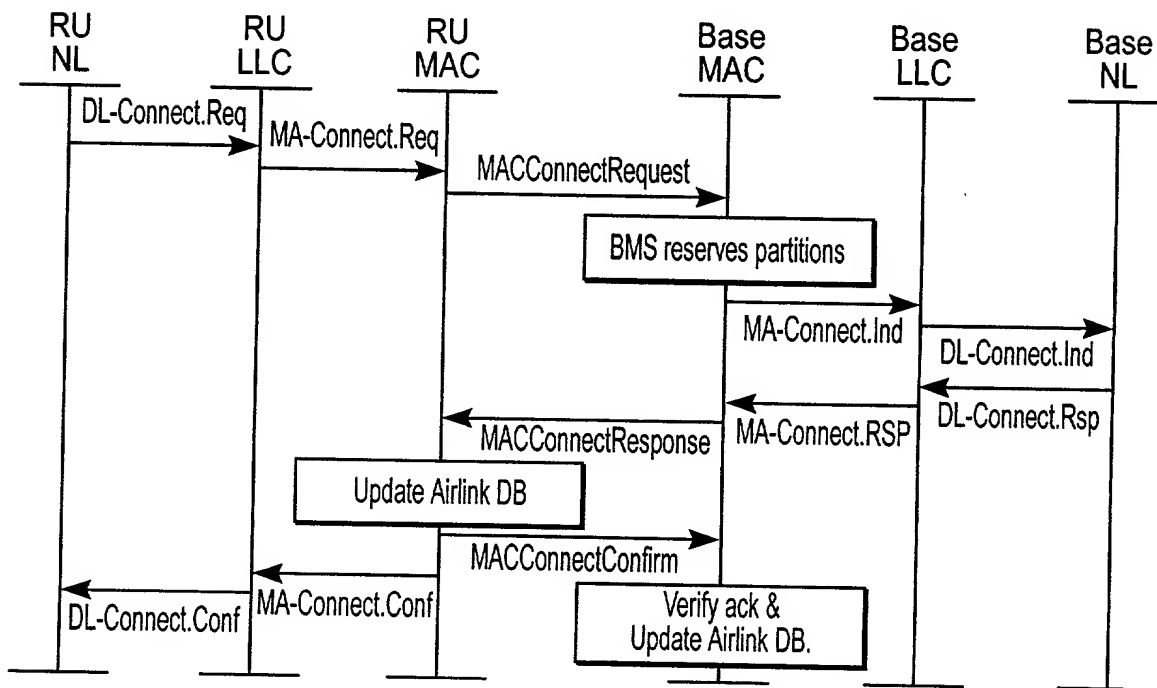 RU
NL
RU
LLC
RU
MAC
Base
MAC
Base
LLC
Base
NL
DL-Connect.Req
MA-Connect.Req
MACConnectRequest
BMS reserves partitions
MA-Connect.Ind
DL-Connect.Ind
DL-Connect.Rsp
MA-Connect.RSP
MACConnectResponse
Update Airlink DB
MACConnectConfirm
MA-Connect.Conf
DL-Connect.Conf
Verify ack &
Update Airlink DB.